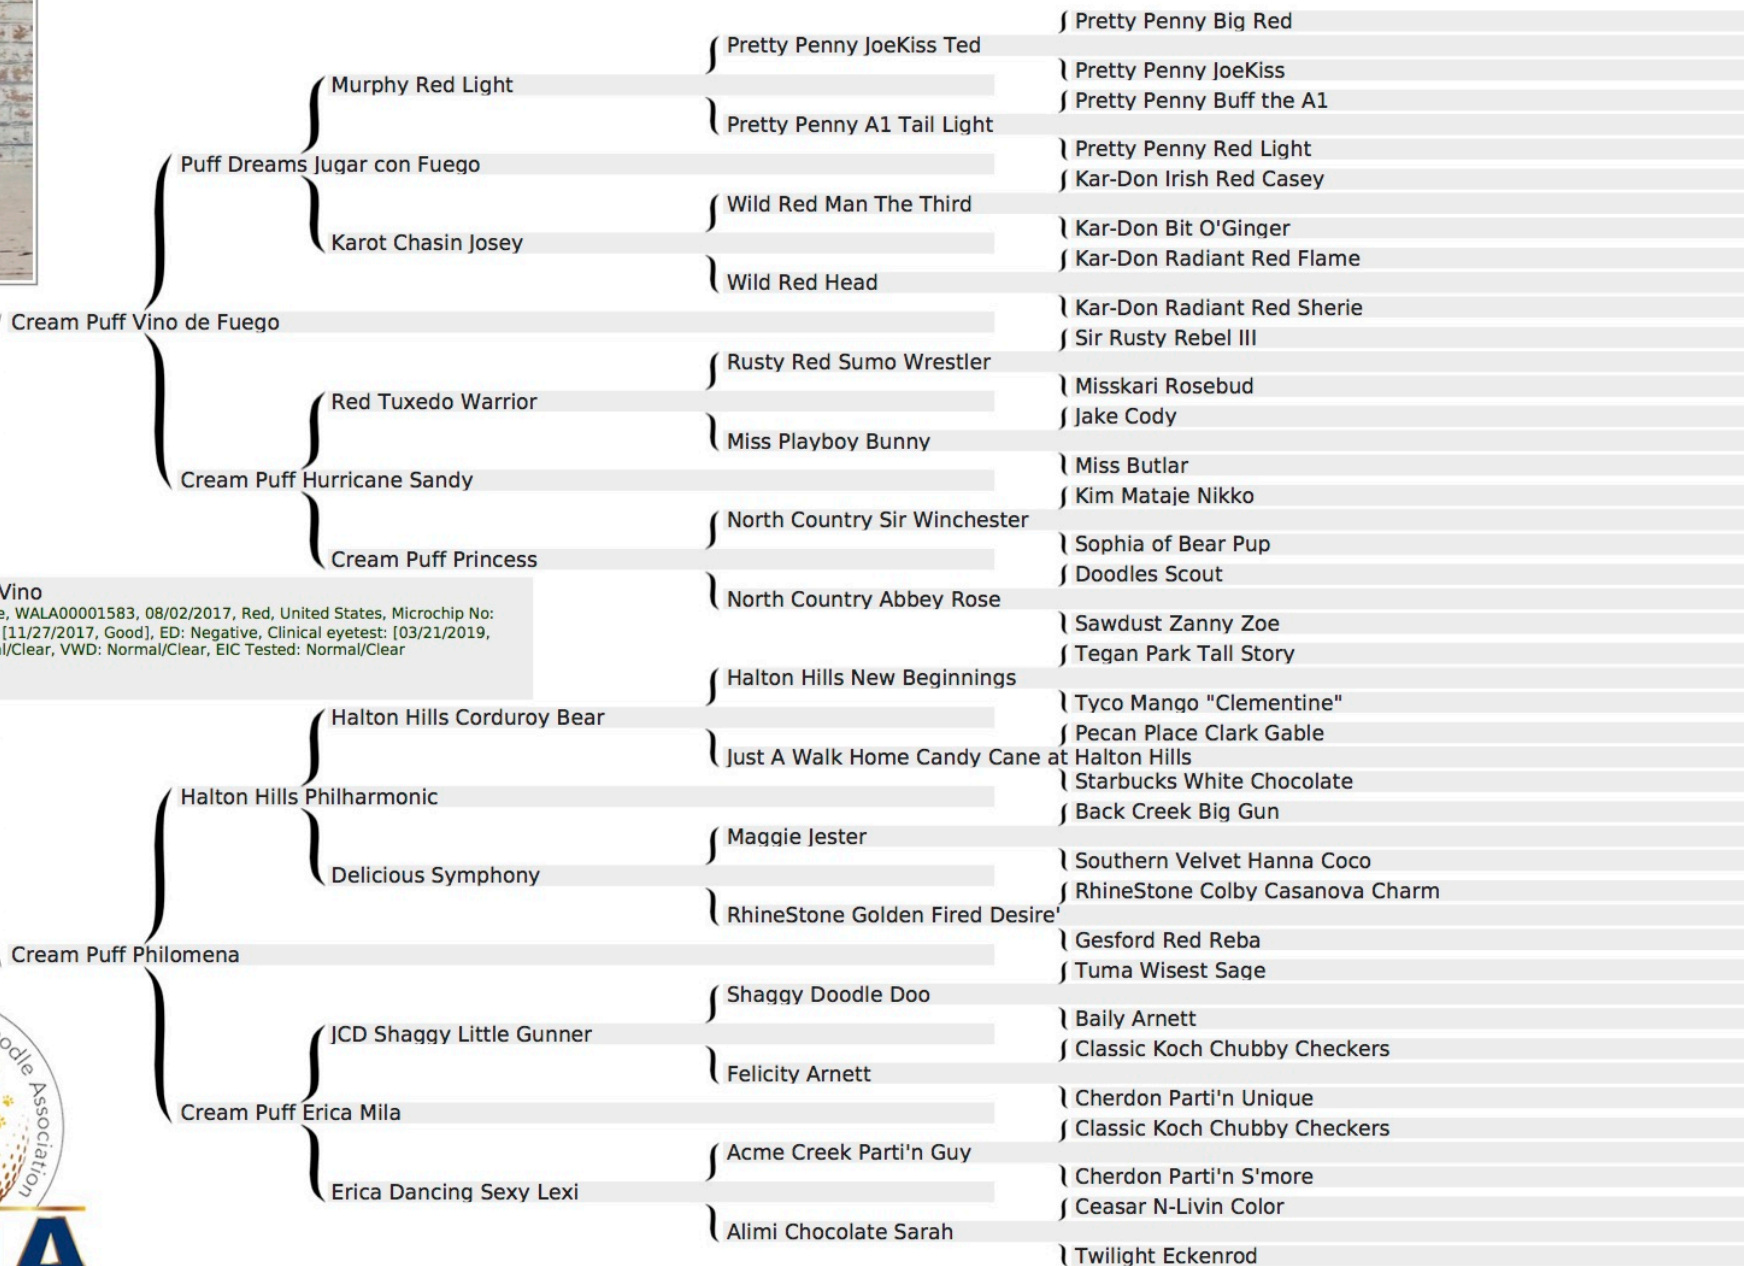 Pretty Penny Big Red
Pretty Penny JoeKiss Ted
Pretty Penny JoeKiss
Murphy Red Light
Pretty Penny Buff the A1
Pretty Penny A1 Tail Light
Pretty Penny Red Light
Puff Dreams Jugar con Fuego
Kar-Don Irish Red Casey
Wild Red Man The Third
Kar-Don Bit O'Ginger
Karot Chasin Josey
Kar-Don Radiant Red Flame
Wild Red Head
Kar-Don Radiant Red Sherie
Cream Puff Vino de Fuego
Sir Rusty Rebel III
Rusty Red Sumo Wrestler
Misskari Rosebud
Red Tuxedo Warrior
Jake Cody
Miss Playboy Bunny
Miss Butlar
Cream Puff Hurricane Sandy
Kim Mataje Nikko
North Country Sir Winchester
Sophia of Bear Pup
Cream Puff Princess
Doodles Scout
North Country Abbey Rose
Sawdust Zanny Zoe
Vino
e, WALA00001583, 08/02/2017, Red, United States, Microchip No:
[11/27/2017, Good], ED: Negative, Clinical eyetest: [03/21/2019,
l/Clear, VWD: Normal/Clear, EIC Tested: Normal/Clear
Tegan Park Tall Story
Halton Hills New Beginnings
Tyco Mango "Clementine"
Halton Hills Corduroy Bear
Pecan Place Clark Gable
Just A Walk Home Candy Cane at Halton Hills
Starbucks White Chocolate
Halton Hills Philharmonic
Back Creek Big Gun
Maggie Jester
Southern Velvet Hanna Coco
Delicious Symphony
RhineStone Colby Casanova Charm
RhineStone Golden Fired Desire'
Gesford Red Reba
Cream Puff Philomena
Tuma Wisest Sage
Shaggy Doodle Doo
Baily Arnett
JCD Shaggy Little Gunner
Classic Koch Chubby Checkers
Felicity Arnett
Cherdon Parti'n Unique
Cream Puff Erica Mila
Classic Koch Chubby Checkers
Acme Creek Parti'n Guy
Cherdon Parti'n S'more
Erica Dancing Sexy Lexi
Ceasar N-Livin Color
Alimi Chocolate Sarah
Twilight Eckenrod
odle Association
A